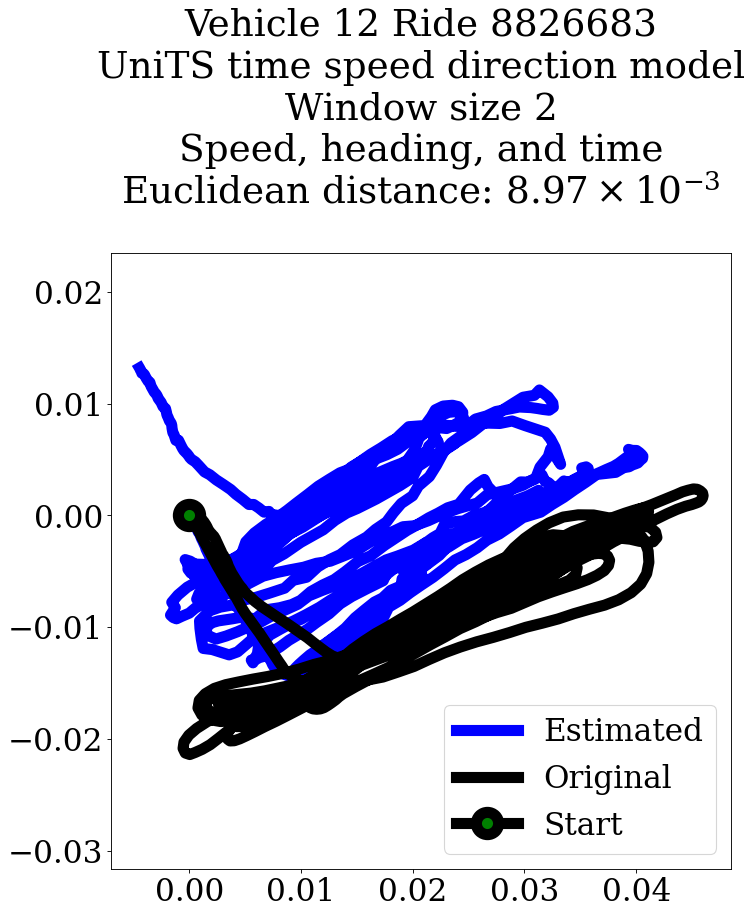 Vehicle 12 Ride 8826683
UniTS time speed direction model
Window size 2
Speed, heading, and time
Euclidean distance: 8.97 × 10⁻³
0.02
0.01
0.00
−0.01
−0.02
−0.03
Estimated
Original
Start
0.00 0.01 0.02 0.03 0.04